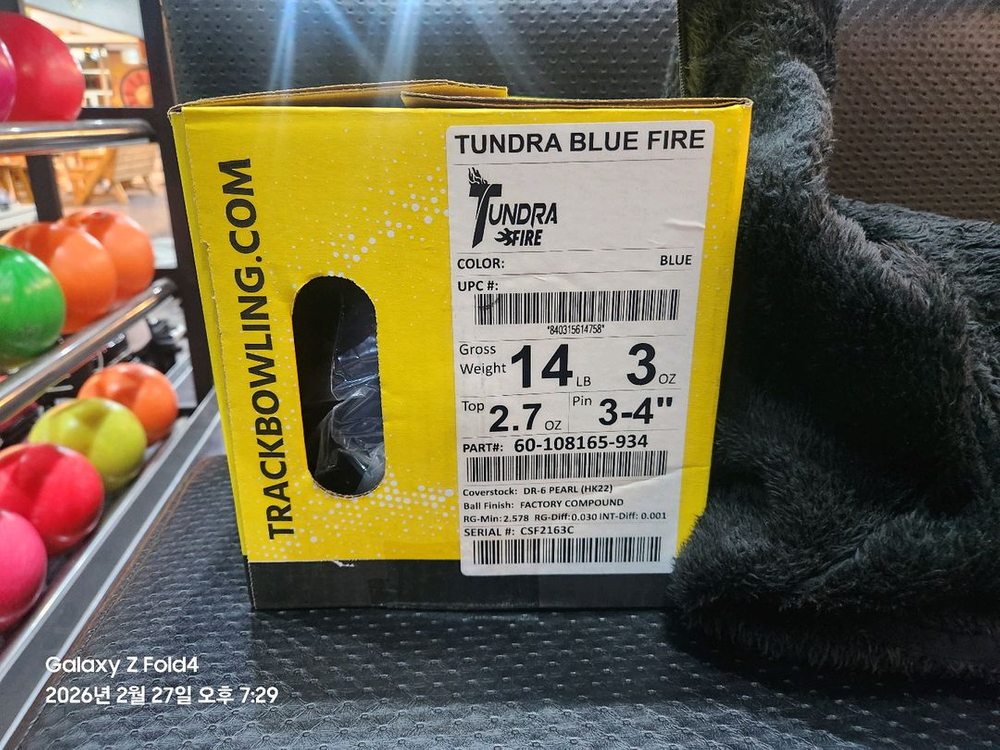 TRACKBOWLING.COM
TUNDRA BLUE FIRE
TUNDRA
FIRE
COLOR: BLUE
UPC #:
*840315614758*
Gross Weight 14 LB 3 OZ
Top 2.7 OZ Pin 3-4"
PART#: 60-108165-934
Coverstock: DR-6 PEARL (HK22)
Ball Finish: FACTORY COMPOUND
RG-Min: 2.578 RG-Diff: 0.030 INT-Diff: 0.001
SERIAL #: CSF2163C
Galaxy Z Fold4
2026년 2월 27일 오후 7:29